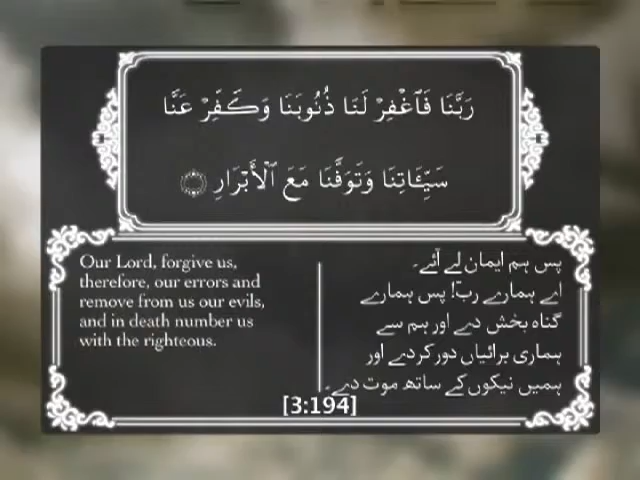 رَبَّنَا فَٱغْفِرْ لَنَا ذُنُوبَنَا وَكَفِّرْ عَنَّا
سَيِّـَٔاتِنَا وَتَوَفَّنَا مَعَ ٱلْأَبْرَارِ
Our Lord, forgive us,
therefore, our errors and
remove from us our evils,
and in death number us
with the righteous.
پس ہم ایمان لے آئے۔
اے ہمارے ربّ! پس ہمارے
گناہ بخش دے اور ہم سے
ہماری برائیاں دور کردے اور
ہمیں نیکوں کے ساتھ موت دے۔
[3:194]